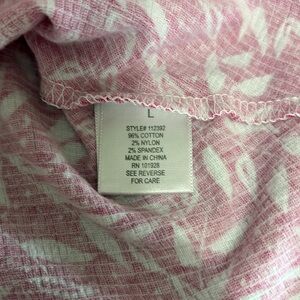 L
STYLE# 112392
96% COTTON
2% NYLON
2% SPANDEX
MADE IN CHINA
RN 101928
SEE REVERSE
FOR CARE